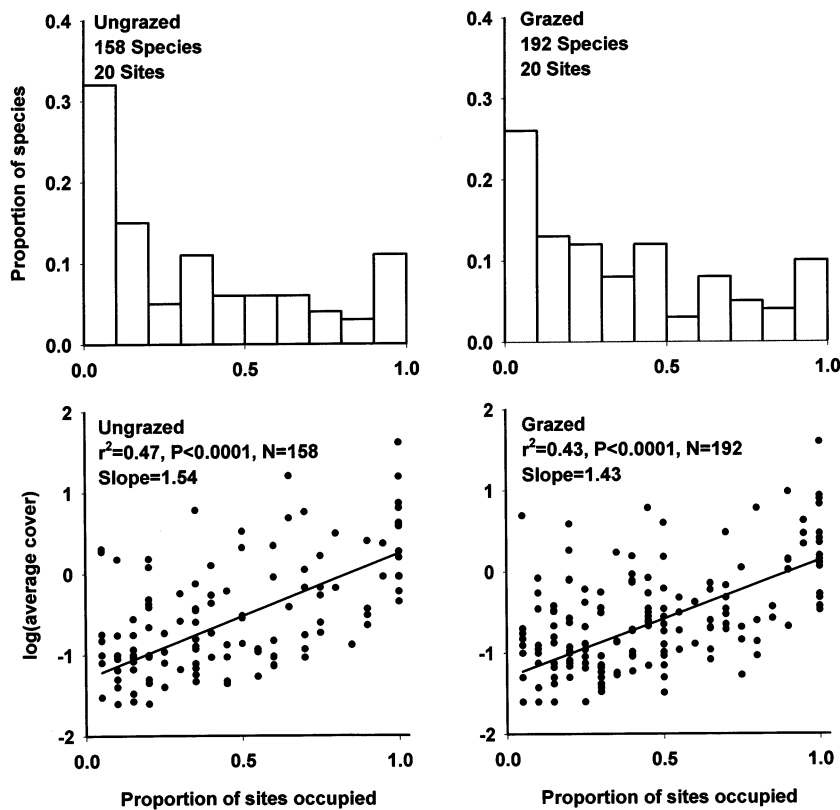 Ungrazed
158 Species
20 Sites
Proportion of species
0.4
0.3
0.2
0.1
0.0
0.0 0.5 1.0
Grazed
192 Species
20 Sites
0.4
0.3
0.2
0.1
0.0
0.0 0.5 1.0
Ungrazed
r²=0.47, P<0.0001, N=158
Slope=1.54
log(average cover)
2
1
0
-1
-2
0.0 0.5 1.0
Proportion of sites occupied
Grazed
r²=0.43, P<0.0001, N=192
Slope=1.43
2
1
0
-1
-2
0.0 0.5 1.0
Proportion of sites occupied